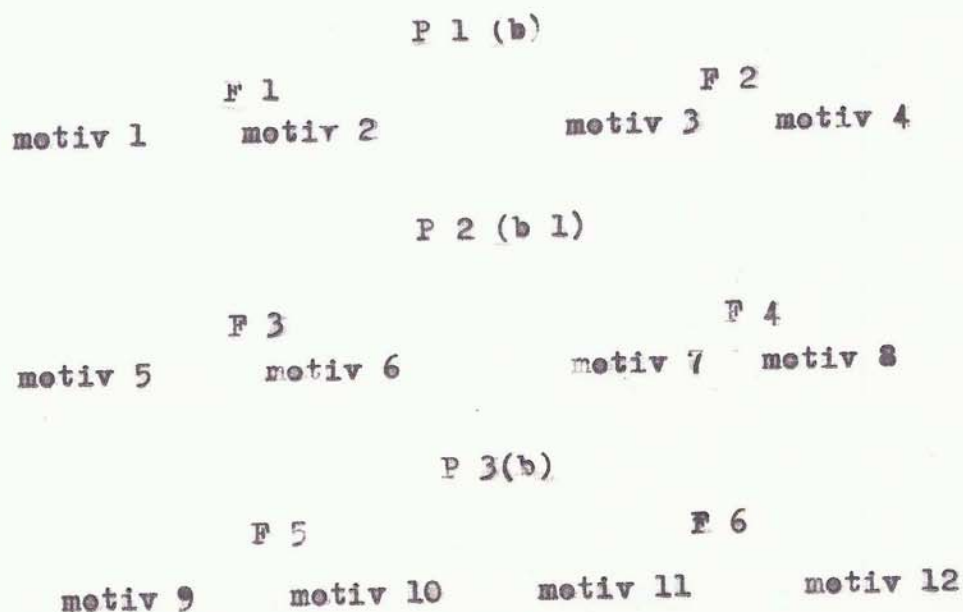 P 1 (b)
F 1 F 2
motiv 1 motiv 2 motiv 3 motiv 4
P 2 (b 1)
F 3 F 4
motiv 5 motiv 6 motiv 7 motiv 8
P 3(b)
F 5 F 6
motiv 9 motiv 10 motiv 11 motiv 12